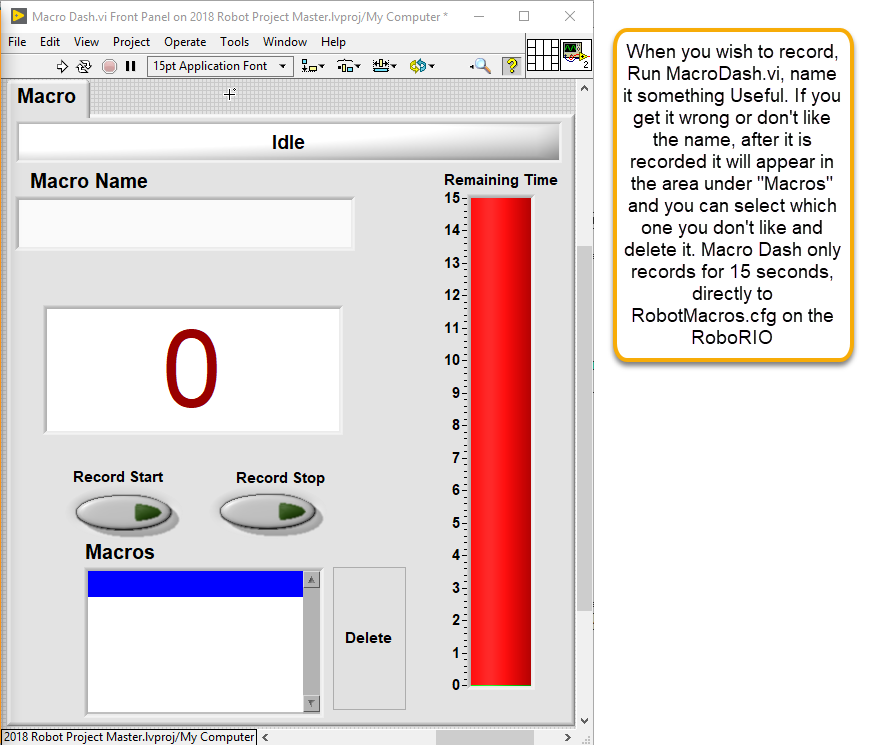 Macro Dash.vi Front Panel on 2018 Robot Project Master.lvproj/My Computer *
File Edit View Project Operate Tools Window Help
15pt Application Font
?
2
Macro
Idle
Macro Name
Remaining Time
15
14
13
12
11
10
9
8
7
6
5
4
3
2
1
0
0
Record Start
Record Stop
Macros
Delete
2018 Robot Project Master.lvproj/My Computer
When you wish to record,
Run MacroDash.vi, name
it something Useful. If you
get it wrong or don't like
the name, after it is
recorded it will appear in
the area under "Macros"
and you can select which
one you don't like and
delete it. Macro Dash only
records for 15 seconds,
directly to
RobotMacros.cfg on the
RoboRIO